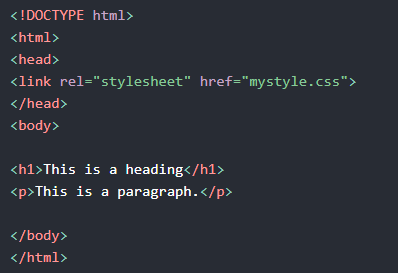 <!DOCTYPE html>
<html>
<head>
<link rel="stylesheet" href="mystyle.css">
</head>
<body>
<h1>This is a heading</h1>
<p>This is a paragraph.</p>
</body>
</html>